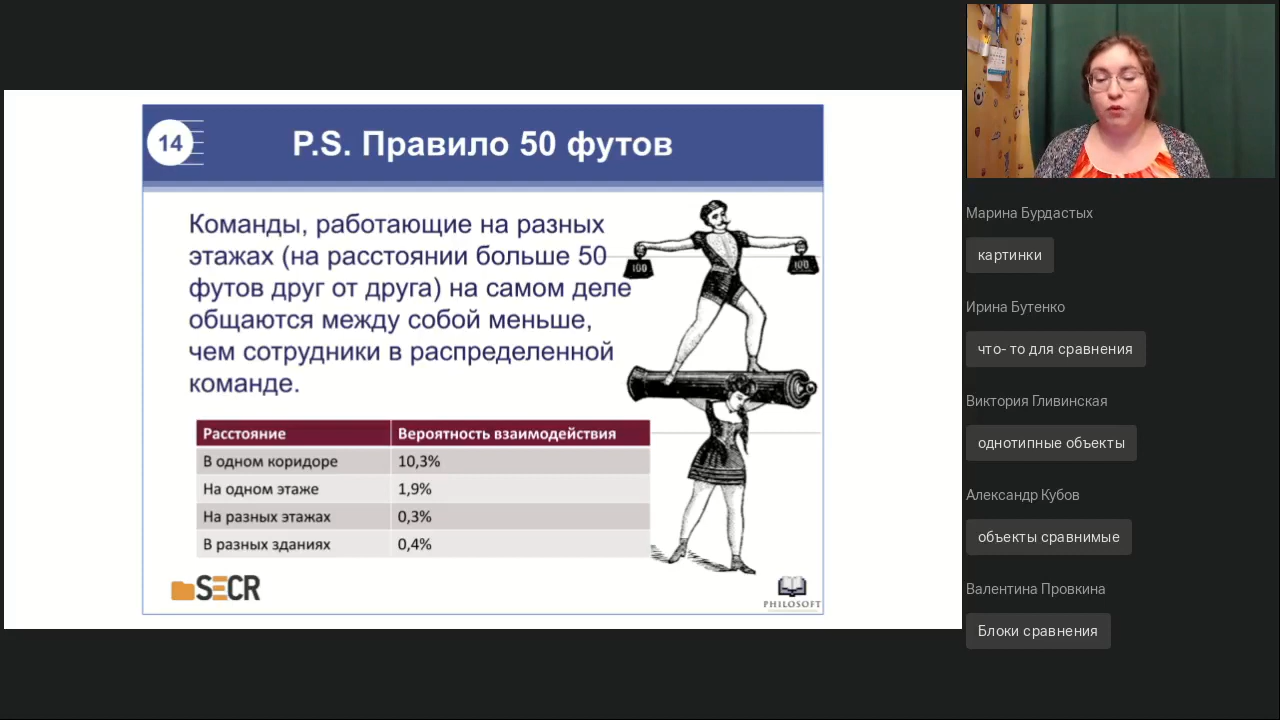 14
P.S. Правило 50 футов
Команды, работающие на разных
этажах (на расстоянии больше 50
футов друг от друга) на самом деле
общаются между собой меньше,
чем сотрудники в распределенной
команде.
100
100
Расстояние Вероятность взаимодействия
В одном коридоре 10,3%
На одном этаже 1,9%
На разных этажах 0,3%
В разных зданиях 0,4%
SECR
PHILOSOFT
Марина Бурдастых
картинки
Ирина Бутенко
что- то для сравнения
Виктория Гливинская
однотипные объекты
Александр Кубов
объекты сравнимые
Валентина Провкина
Блоки сравнения